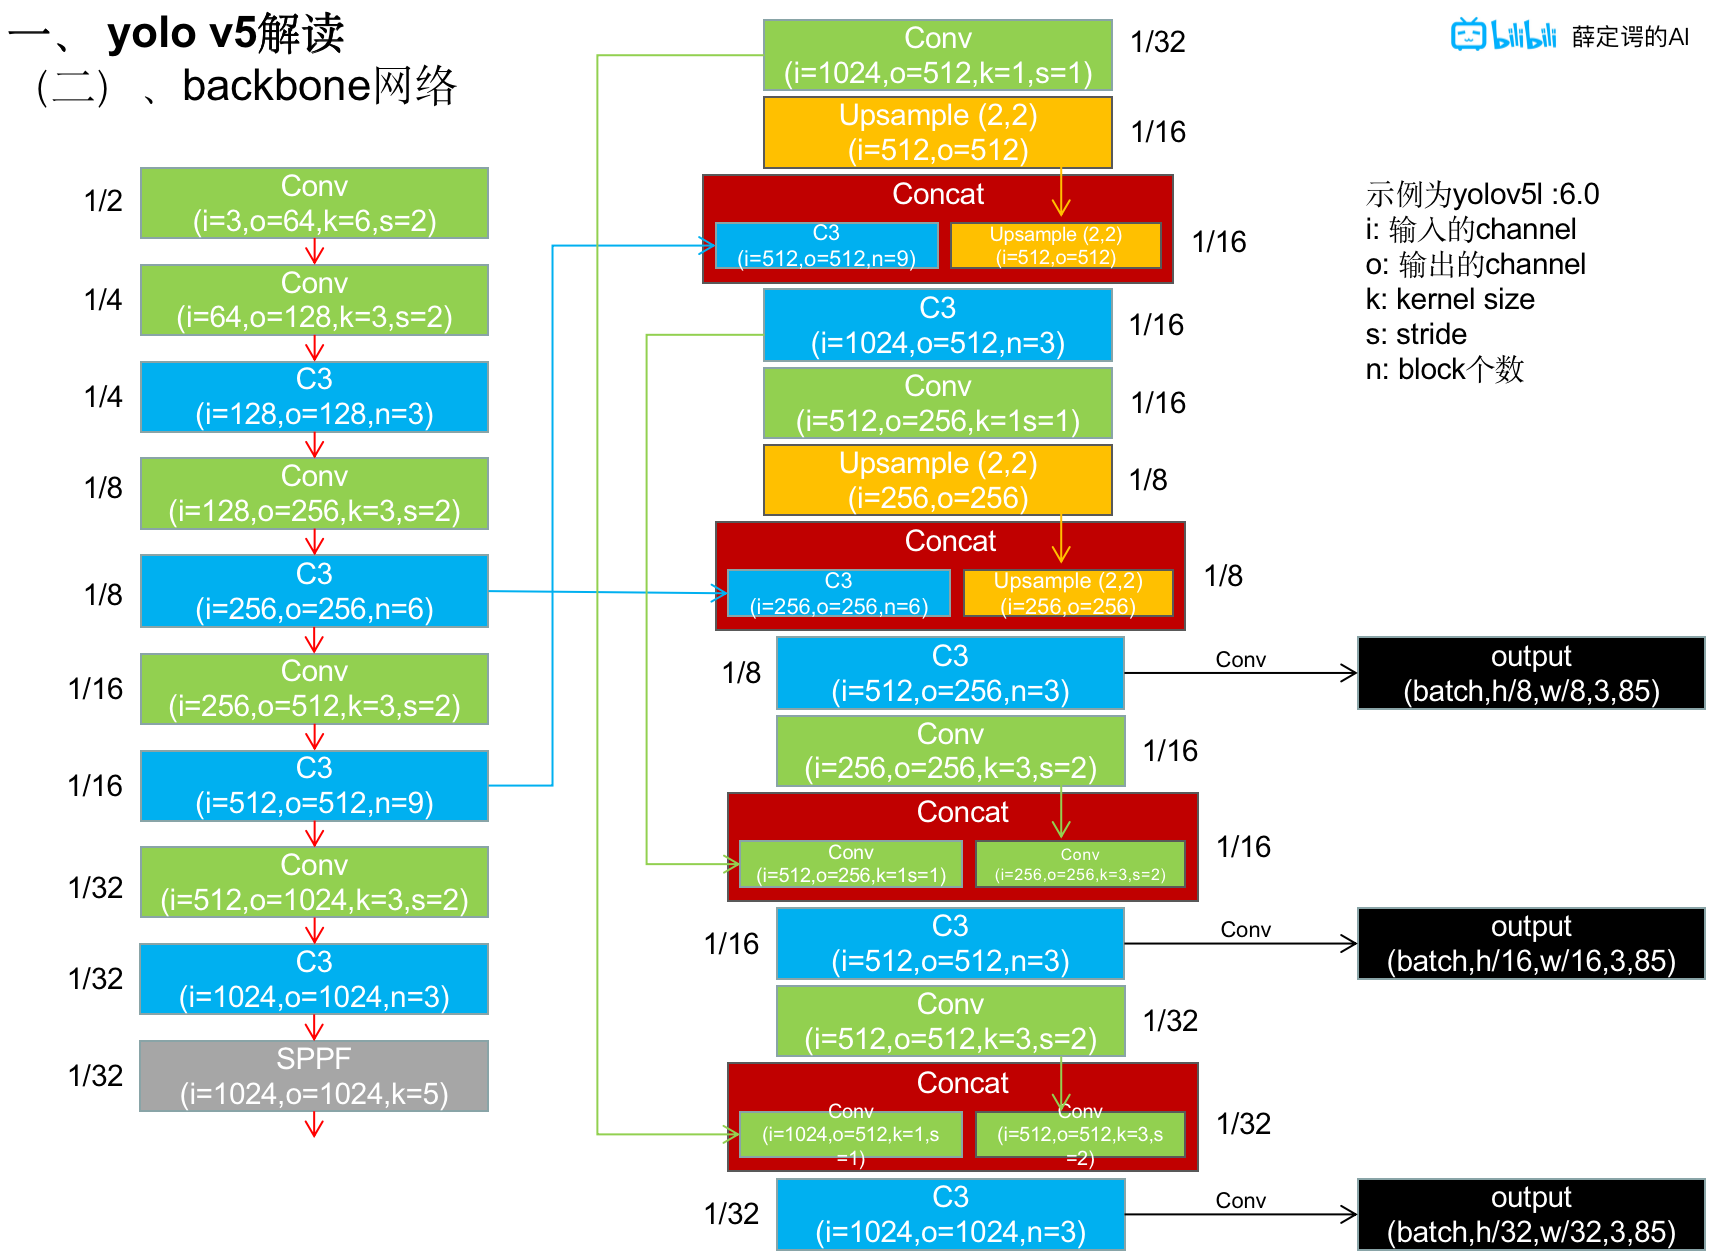 一、 yolo v5解读
（二）、backbone网络
bilibili 薛定谔的AI
1/2
Conv
(i=3,o=64,k=6,s=2)
1/4
Conv
(i=64,o=128,k=3,s=2)
1/4
C3
(i=128,o=128,n=3)
1/8
Conv
(i=128,o=256,k=3,s=2)
1/8
C3
(i=256,o=256,n=6)
1/16
Conv
(i=256,o=512,k=3,s=2)
1/16
C3
(i=512,o=512,n=9)
1/32
Conv
(i=512,o=1024,k=3,s=2)
1/32
C3
(i=1024,o=1024,n=3)
1/32
SPPF
(i=1024,o=1024,k=5)
Conv
(i=1024,o=512,k=1,s=1)
1/32
Upsample (2,2)
(i=512,o=512)
1/16
Concat
C3
(i=512,o=512,n=9)
Upsample (2,2)
(i=512,o=512)
1/16
C3
(i=1024,o=512,n=3)
1/16
Conv
(i=512,o=256,k=1s=1)
1/16
Upsample (2,2)
(i=256,o=256)
1/8
Concat
C3
(i=256,o=256,n=6)
Upsample (2,2)
(i=256,o=256)
1/8
1/8
C3
(i=512,o=256,n=3)
Conv
output
(batch,h/8,w/8,3,85)
Conv
(i=256,o=256,k=3,s=2)
1/16
Concat
Conv
(i=512,o=256,k=1s=1)
Conv
(i=256,o=256,k=3,s=2)
1/16
1/16
C3
(i=512,o=512,n=3)
Conv
output
(batch,h/16,w/16,3,85)
Conv
(i=512,o=512,k=3,s=2)
1/32
Concat
Conv
(i=1024,o=512,k=1,s
=1)
Conv
(i=512,o=512,k=3,s
=2)
1/32
1/32
C3
(i=1024,o=1024,n=3)
Conv
output
(batch,h/32,w/32,3,85)
示例为yolov5l :6.0
i: 输入的channel
o: 输出的channel
k: kernel size
s: stride
n: block个数